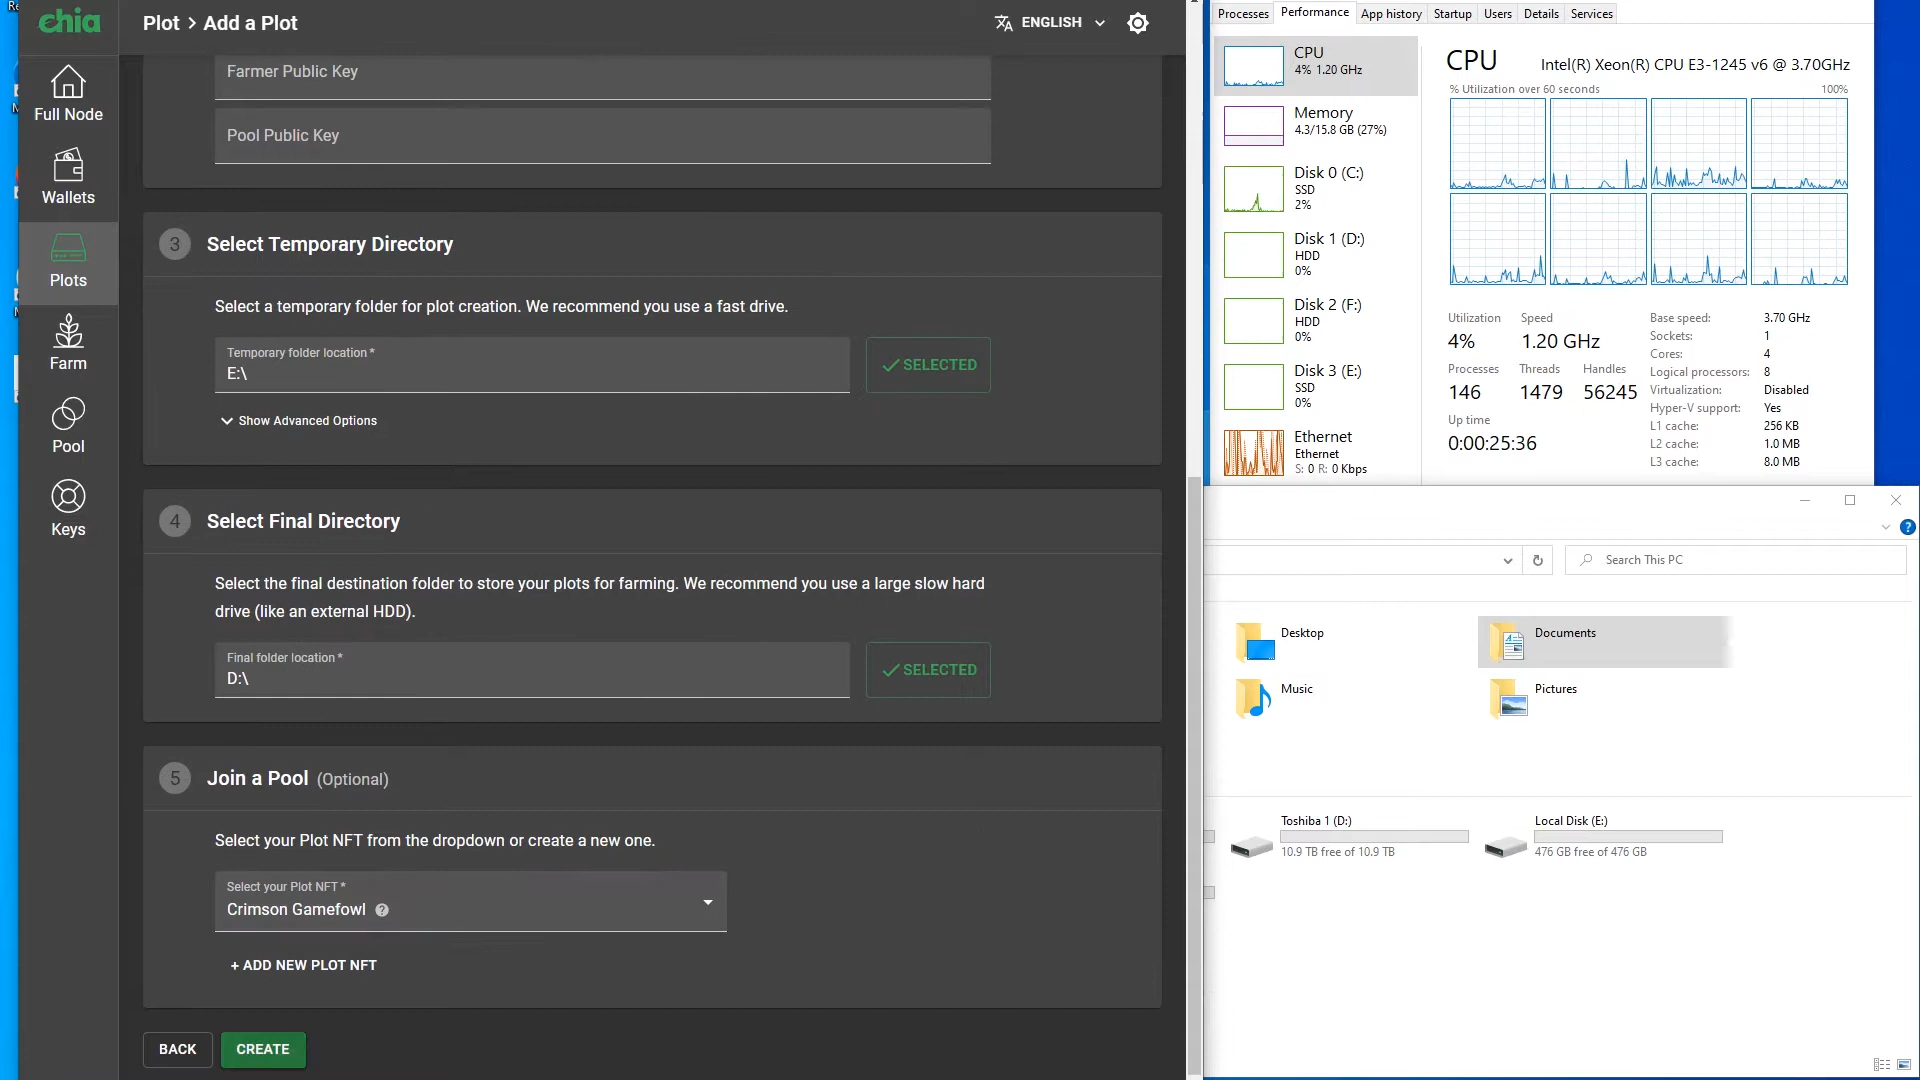 chia
Plot > Add a Plot
ENGLISH
Full Node
Wallets
Plots
Farm
Pool
Keys
Farmer Public Key
Pool Public Key
3 Select Temporary Directory
Select a temporary folder for plot creation. We recommend you use a fast drive.
Temporary folder location *
E:\
SELECTED
Show Advanced Options
4 Select Final Directory
Select the final destination folder to store your plots for farming. We recommend you use a large slow hard
drive (like an external HDD).
Final folder location *
D:\
SELECTED
5 Join a Pool (Optional)
Select your Plot NFT from the dropdown or create a new one.
Select your Plot NFT *
Crimson Gamefowl ?
+ ADD NEW PLOT NFT
BACK CREATE
Processes Performance App history Startup Users Details Services
CPU
4% 1.20 GHz
Memory
4.3/15.8 GB (27%)
Disk 0 (C:)
SSD
2%
Disk 1 (D:)
HDD
0%
Disk 2 (F:)
HDD
0%
Disk 3 (E:)
SSD
0%
Ethernet
Ethernet
S: 0 R: 0 Kbps
CPU Intel(R) Xeon(R) CPU E3-1245 v6 @ 3.70GHz
% Utilization over 60 seconds 100%
Utilization Speed
4% 1.20 GHz
Processes Threads Handles
146 1479 56245
Up time
0:00:25:36
Base speed: 3.70 GHz
Sockets: 1
Cores: 4
Logical processors: 8
Virtualization: Disabled
Hyper-V support: Yes
L1 cache: 256 KB
L2 cache: 1.0 MB
L3 cache: 8.0 MB
?
Search This PC
Desktop Documents
Music Pictures
Toshiba 1 (D:)
10.9 TB free of 10.9 TB
Local Disk (E:)
476 GB free of 476 GB